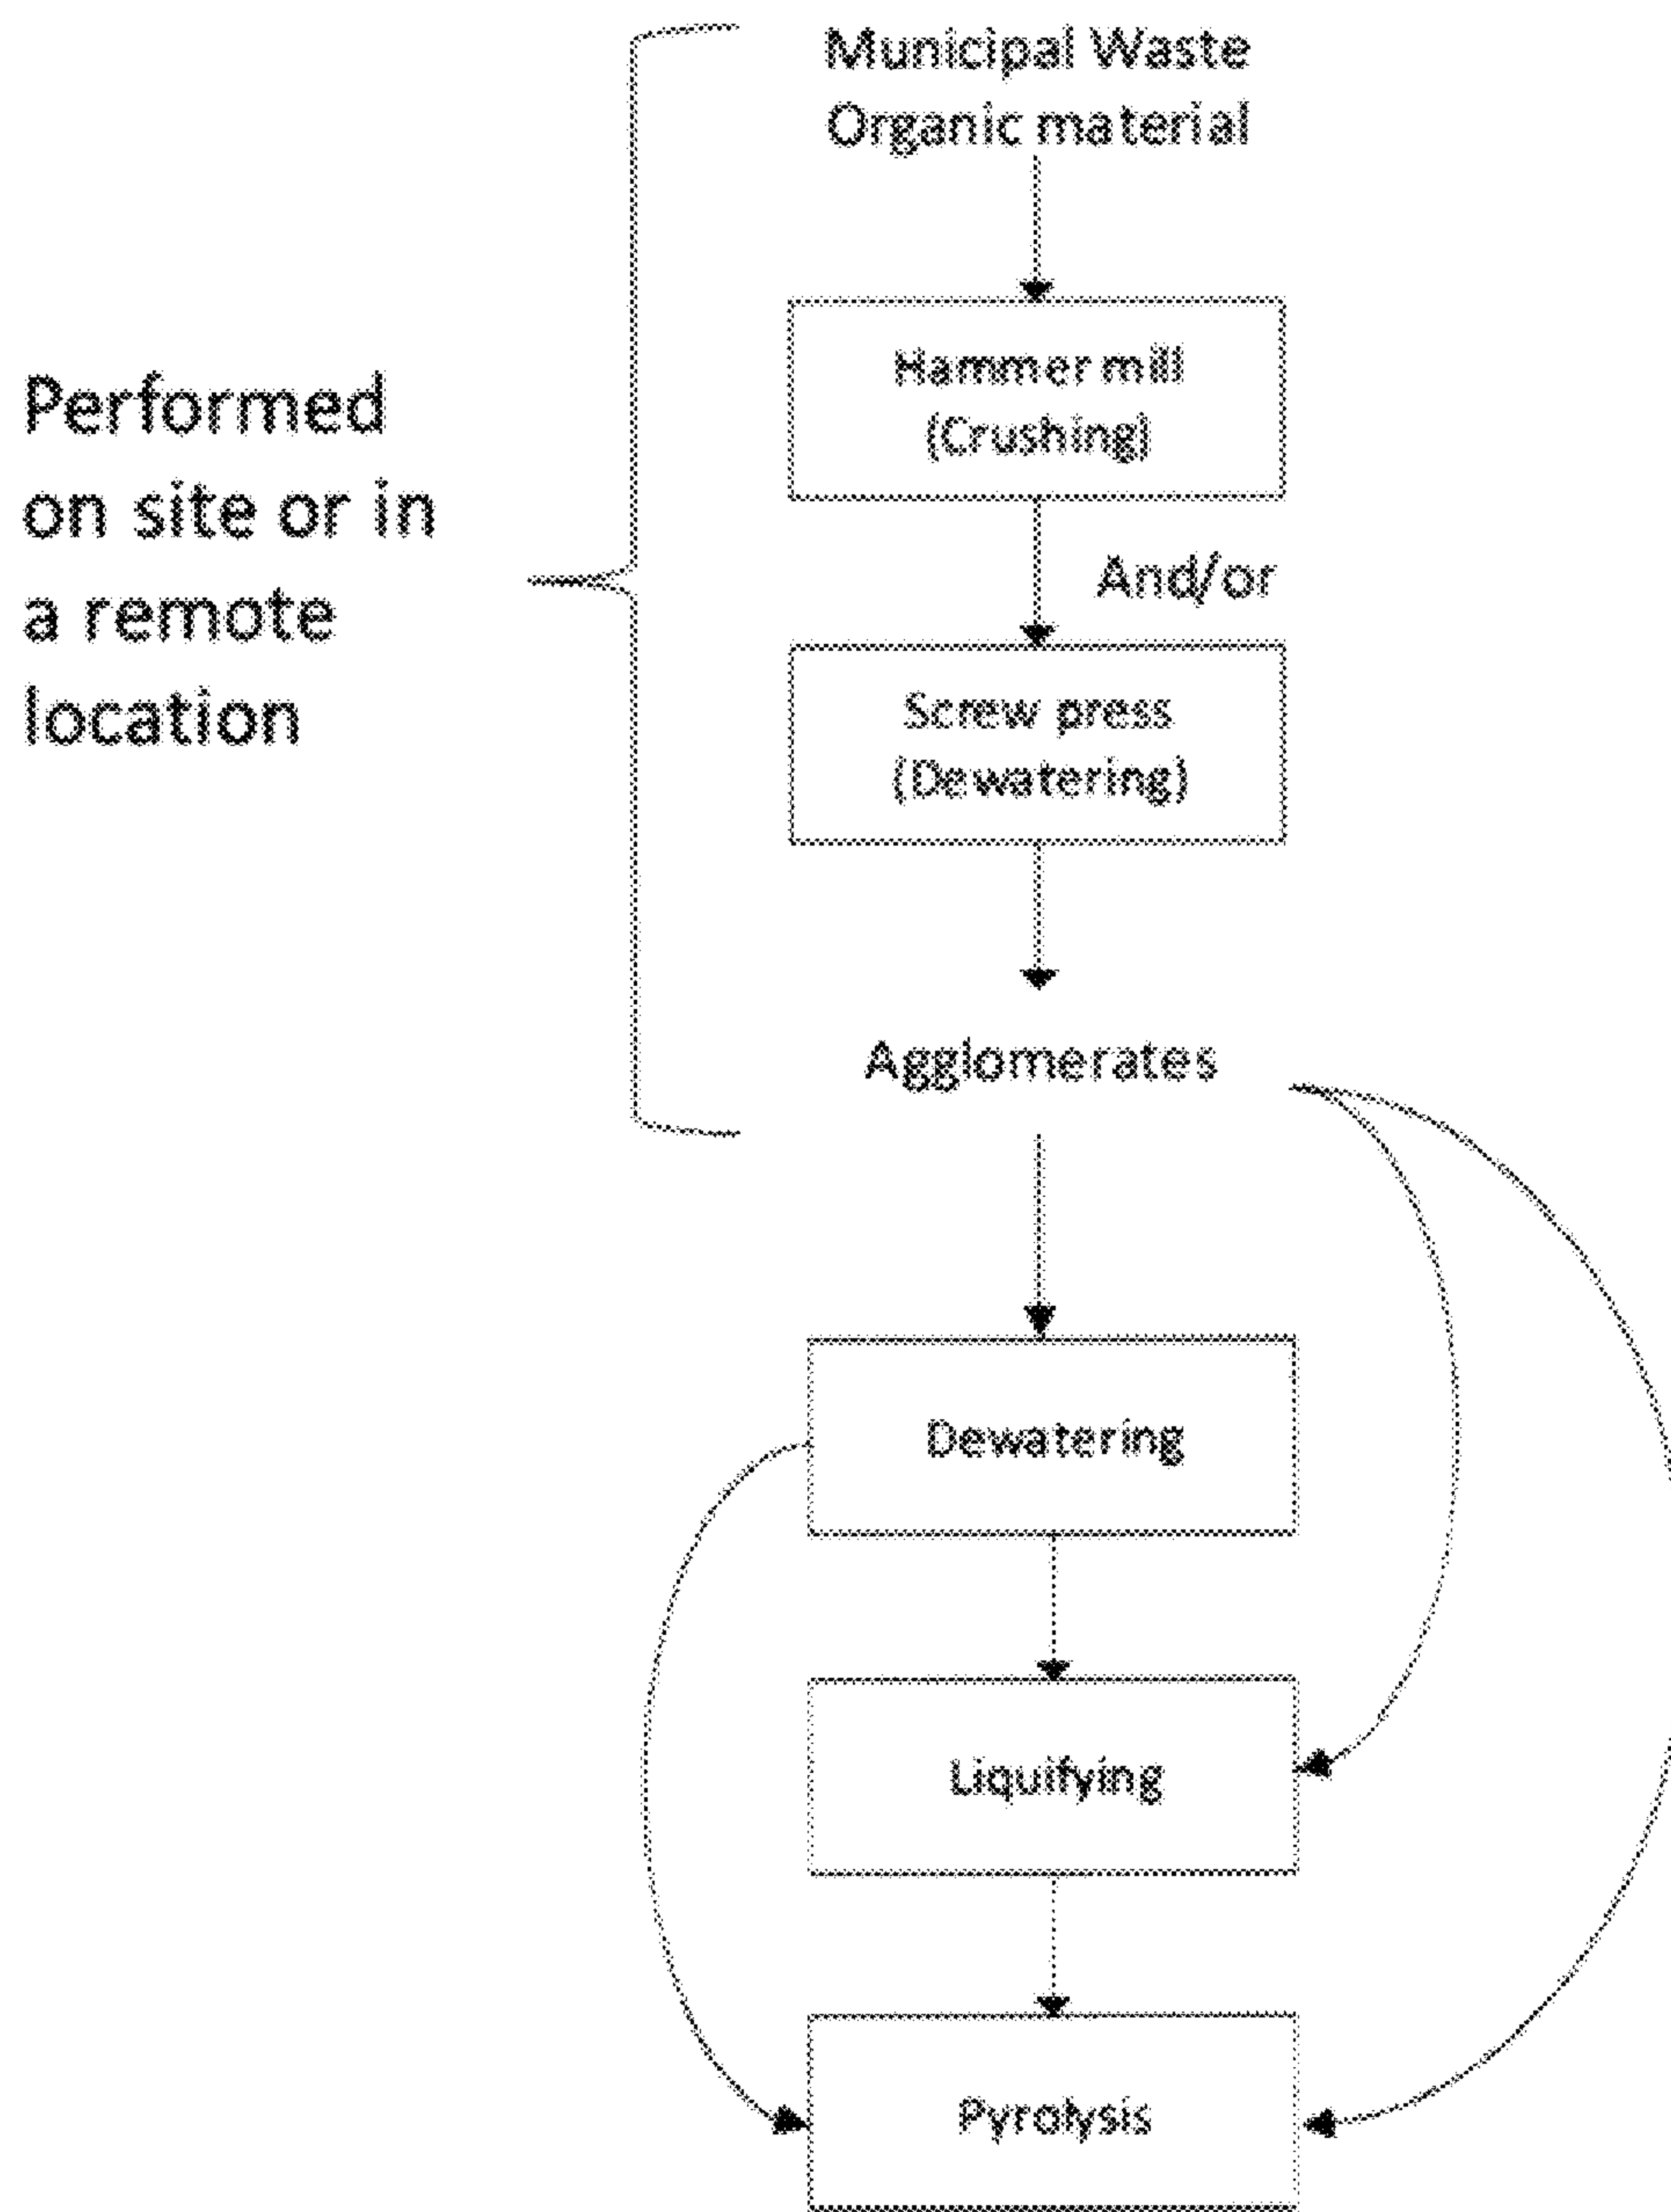 Municipal Waste
Organic material
Hammer mill
(Crushing)
And/or
Performed
on site or in
a remote
location
Screw press
(Dewatering)
Agglomerates
Dewatering
Liquifying
Pyrolysis